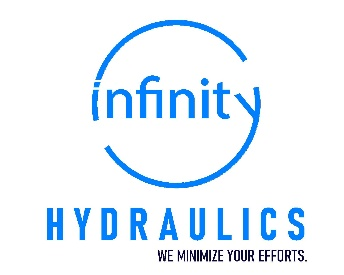 infinity
HYDRAULICS
WE MINIMIZE YOUR EFFORTS.